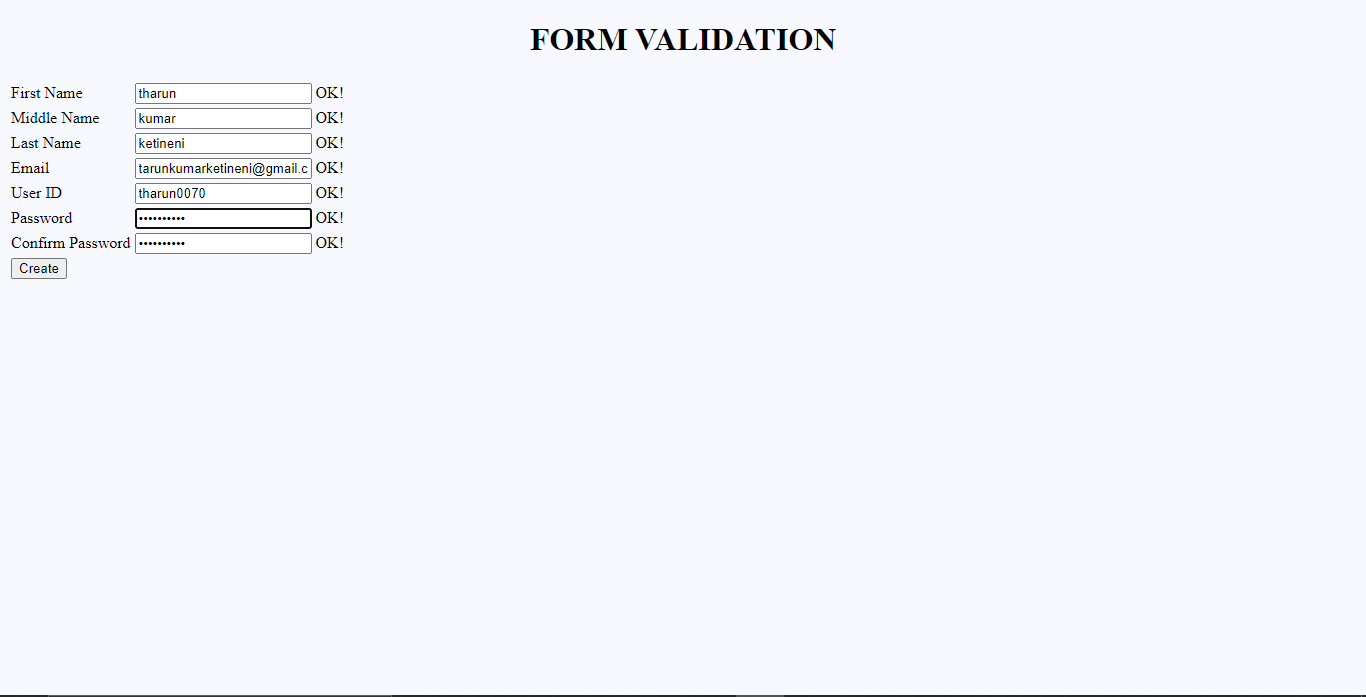 FORM VALIDATION
First Name tharun OK!
Middle Name kumar OK!
Last Name ketineni OK!
Email tarunkumarketineni@gmail.c OK!
User ID tharun0070 OK!
Password •••••••••• OK!
Confirm Password •••••••••• OK!
Create